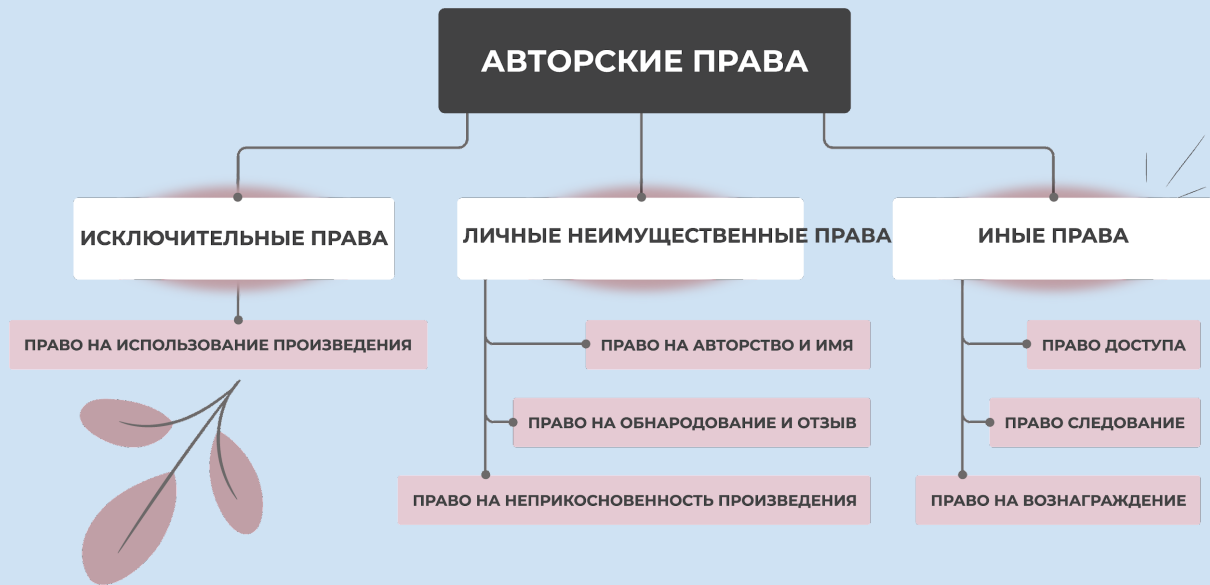 АВТОРСКИЕ ПРАВА
ИСКЛЮЧИТЕЛЬНЫЕ ПРАВА
ПРАВО НА ИСПОЛЬЗОВАНИЕ ПРОИЗВЕДЕНИЯ
ЛИЧНЫЕ НЕИМУЩЕСТВЕННЫЕ ПРАВА
ПРАВО НА АВТОРСТВО И ИМЯ
ПРАВО НА ОБНАРОДОВАНИЕ И ОТЗЫВ
ПРАВО НА НЕПРИКОСНОВЕННОСТЬ ПРОИЗВЕДЕНИЯ
ИНЫЕ ПРАВА
ПРАВО ДОСТУПА
ПРАВО СЛЕДОВАНИЕ
ПРАВО НА ВОЗНАГРАЖДЕНИЕ